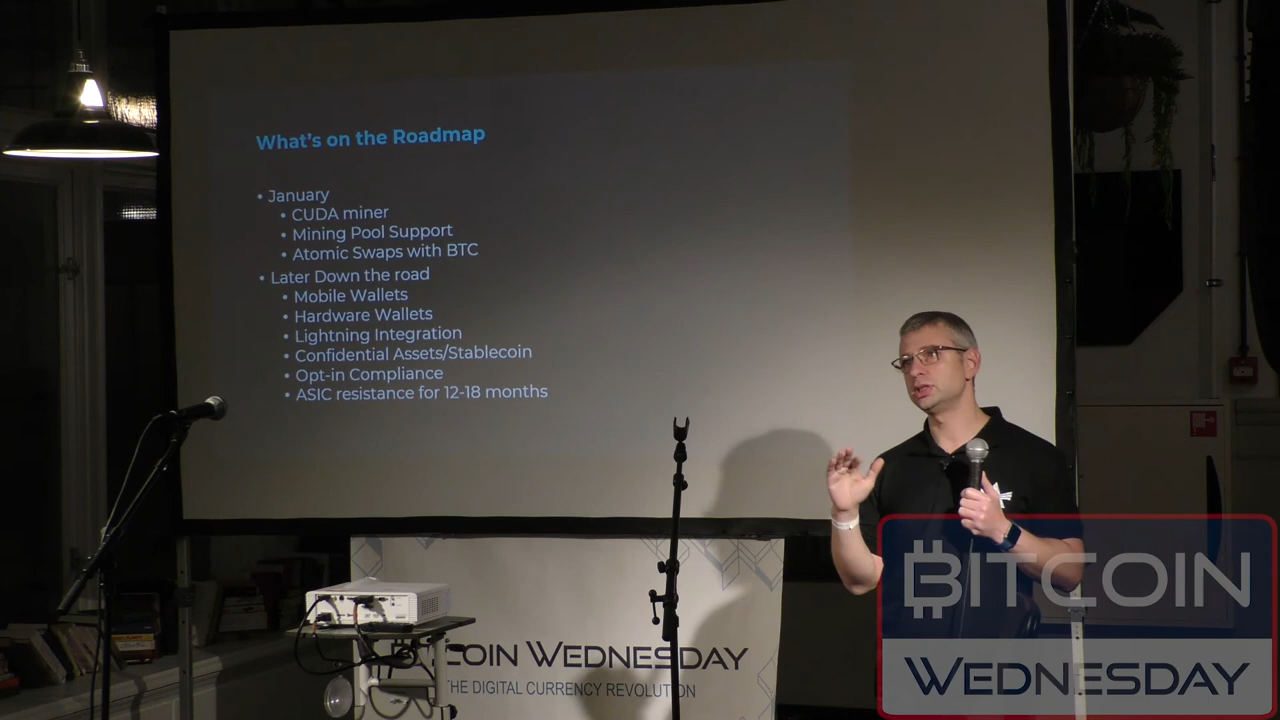 What's on the Roadmap
• January
• CUDA miner
• Mining Pool Support
• Atomic Swaps with BTC
• Later Down the road
• Mobile Wallets
• Hardware Wallets
• Lightning Integration
• Confidential Assets/Stablecoin
• Opt-in Compliance
• ASIC resistance for 12-18 months
COIN WEDNESDAY
THE DIGITAL CURRENCY REVOLUTION
BITCOIN
WEDNESDAY